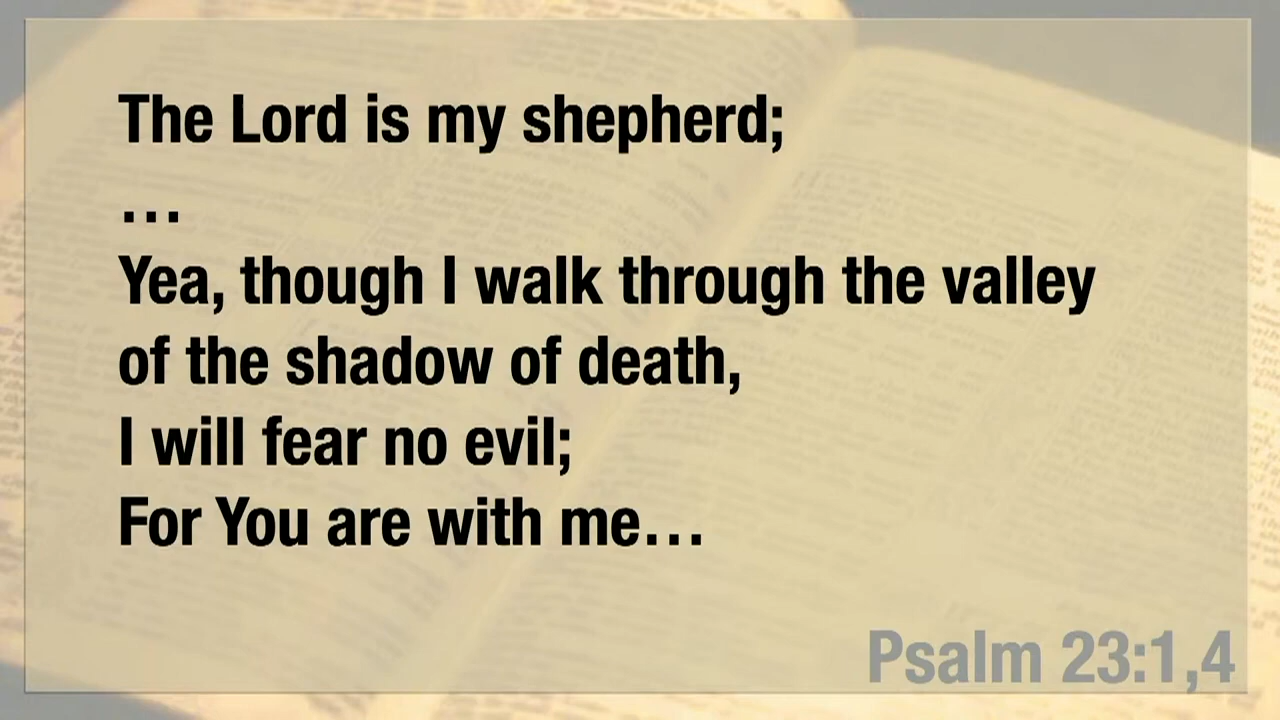 The Lord is my shepherd;
…
Yea, though I walk through the valley
of the shadow of death,
I will fear no evil;
For You are with me…
Psalm 23:1,4